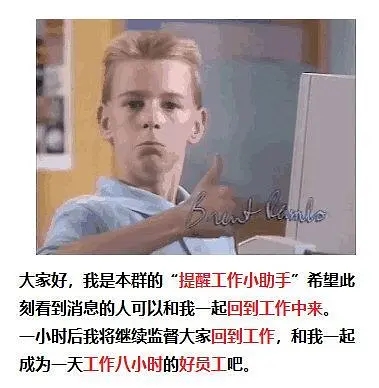 Brent Rambo
大家好，我是本群的“提醒工作小助手”希望此
刻看到消息的人可以和我一起回到工作中来。
一小时后我将继续监督大家回到工作，和我一起
成为一天工作八小时的好员工吧。